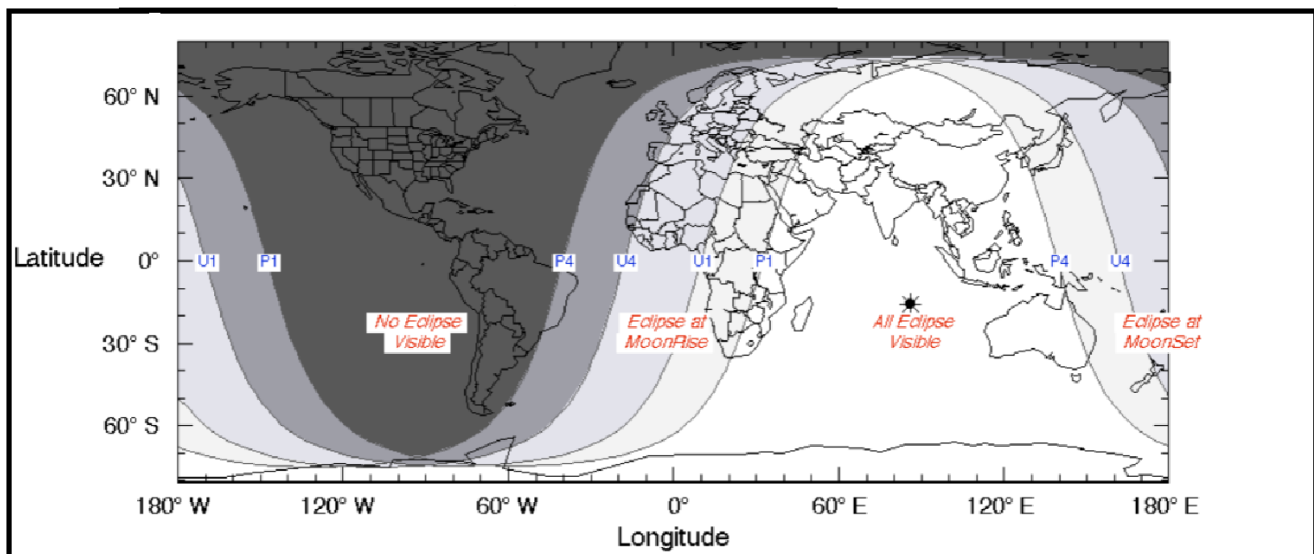 60° N
30° N
Latitude 0°
30° S
60° S
U1 P1 P4 U4 U1 P1 P4 U4
No Eclipse
Visible
Eclipse at
MoonRise
All Eclipse
Visible
Eclipse at
MoonSet
180° W 120° W 60° W 0° 60° E 120° E 180° E
Longitude